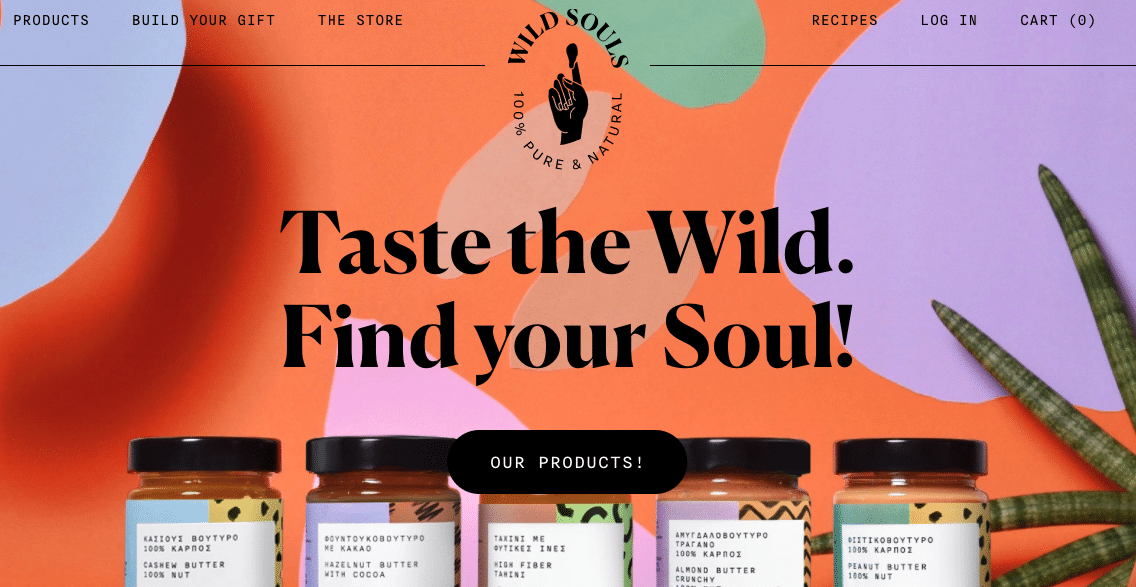 PRODUCTS BUILD YOUR GIFT THE STORE RECIPES LOG IN CART (0)
WILD SOULS
100% PURE & NATURAL
Taste the Wild.
Find your Soul!
OUR PRODUCTS!
ΚΑΣΙΟΥΣ ΒΟΥΤΥΡΟ
100% ΚΑΡΠΟΣ
CASHEW BUTTER
100% NUT
ΦΟΥΝΤΟΥΚΟΒΟΥΤΥΡΟ
ΜΕ ΚΑΚΑΟ
HAZELNUT BUTTER
WITH COCOA
ΤΑΧΙΝΙ ΜΕ
ΦΥΤΙΚΕΣ ΙΝΕΣ
HIGH FIBER
TAHINI
ΑΜΥΓΔΑΛΟΒΟΥΤΥΡΟ
ΤΡΑΓΑΝΟ
100% ΚΑΡΠΟΣ
ALMOND BUTTER
CRUNCHY
ΦΙΣΤΙΚΟΒΟΥΤΥΡΟ
100% ΚΑΡΠΟΣ
PEANUT BUTTER
100% NUT